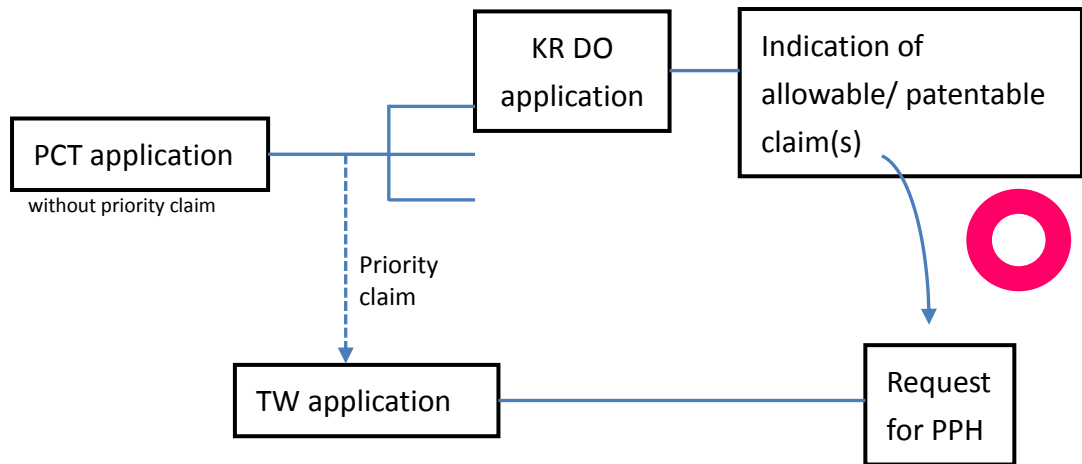 KR DO
application
Indication of
allowable/ patentable
claim(s)
PCT application
without priority claim
Priority
claim
TW application
Request
for PPH